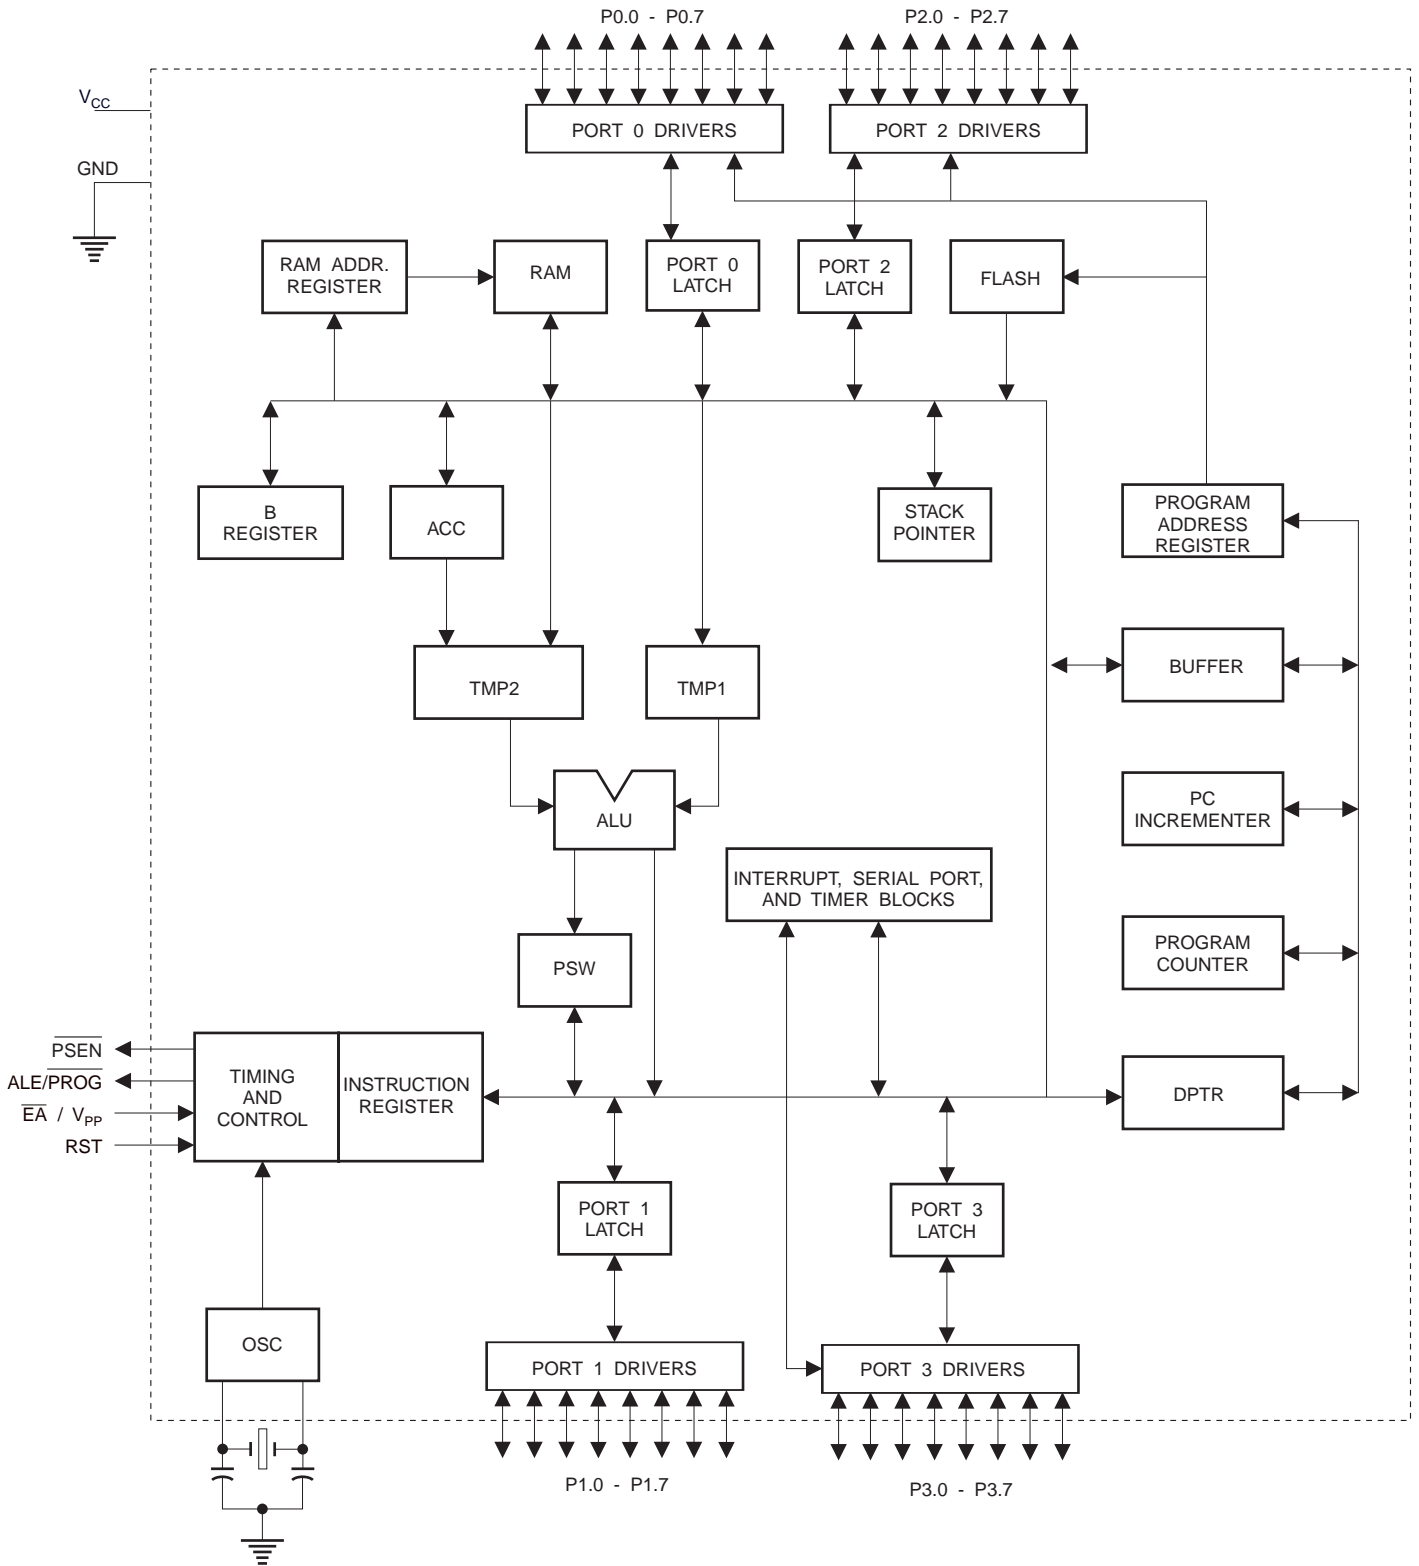 P0.0 - P0.7
P2.0 - P2.7
VCC
GND
PORT 0 DRIVERS
PORT 2 DRIVERS
RAM ADDR.
REGISTER
RAM
PORT 0
LATCH
PORT 2
LATCH
FLASH
B
REGISTER
ACC
STACK
POINTER
PROGRAM
ADDRESS
REGISTER
BUFFER
TMP2
TMP1
ALU
PC
INCREMENTER
INTERRUPT, SERIAL PORT,
AND TIMER BLOCKS
PSW
PROGRAM
COUNTER
PSEN
ALE/PROG
EA / VPP
RST
TIMING
AND
CONTROL
INSTRUCTION
REGISTER
DPTR
PORT 1
LATCH
PORT 3
LATCH
OSC
PORT 1 DRIVERS
PORT 3 DRIVERS
P1.0 - P1.7
P3.0 - P3.7